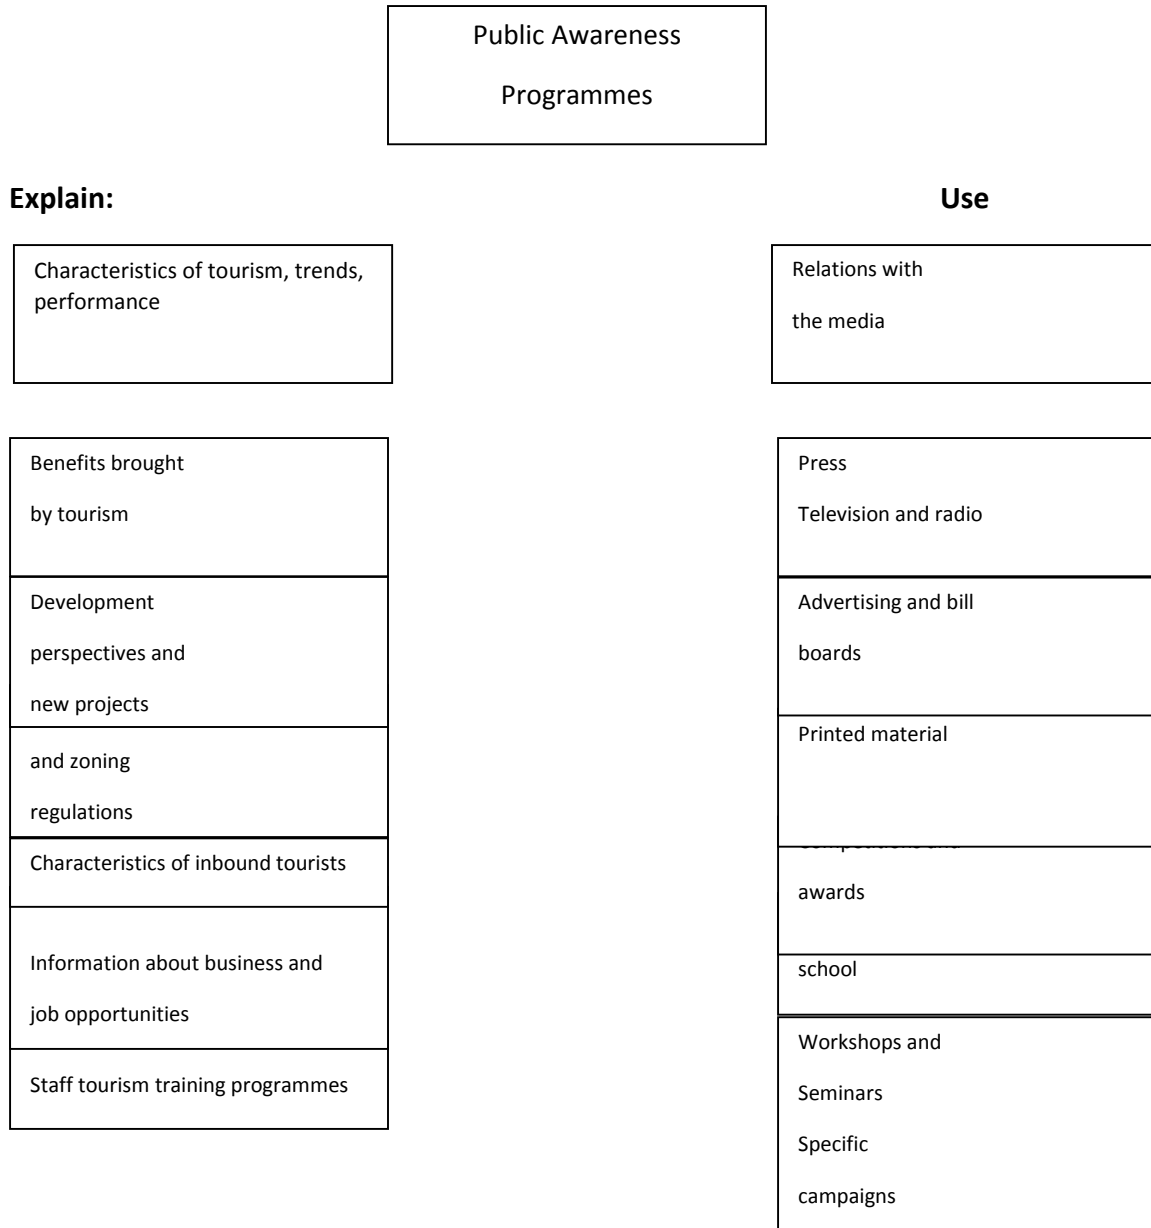 Public Awareness
Programmes
Explain:
Use
Characteristics of tourism, trends,
performance
Relations with
the media
Benefits brought
by tourism
Press
Television and radio
Development
perspectives and
new projects
Advertising and bill
boards
and zoning
regulations
Printed material
Characteristics of inbound tourists
awards
Information about business and
job opportunities
school
Staff tourism training programmes
Workshops and
Seminars
Specific
campaigns